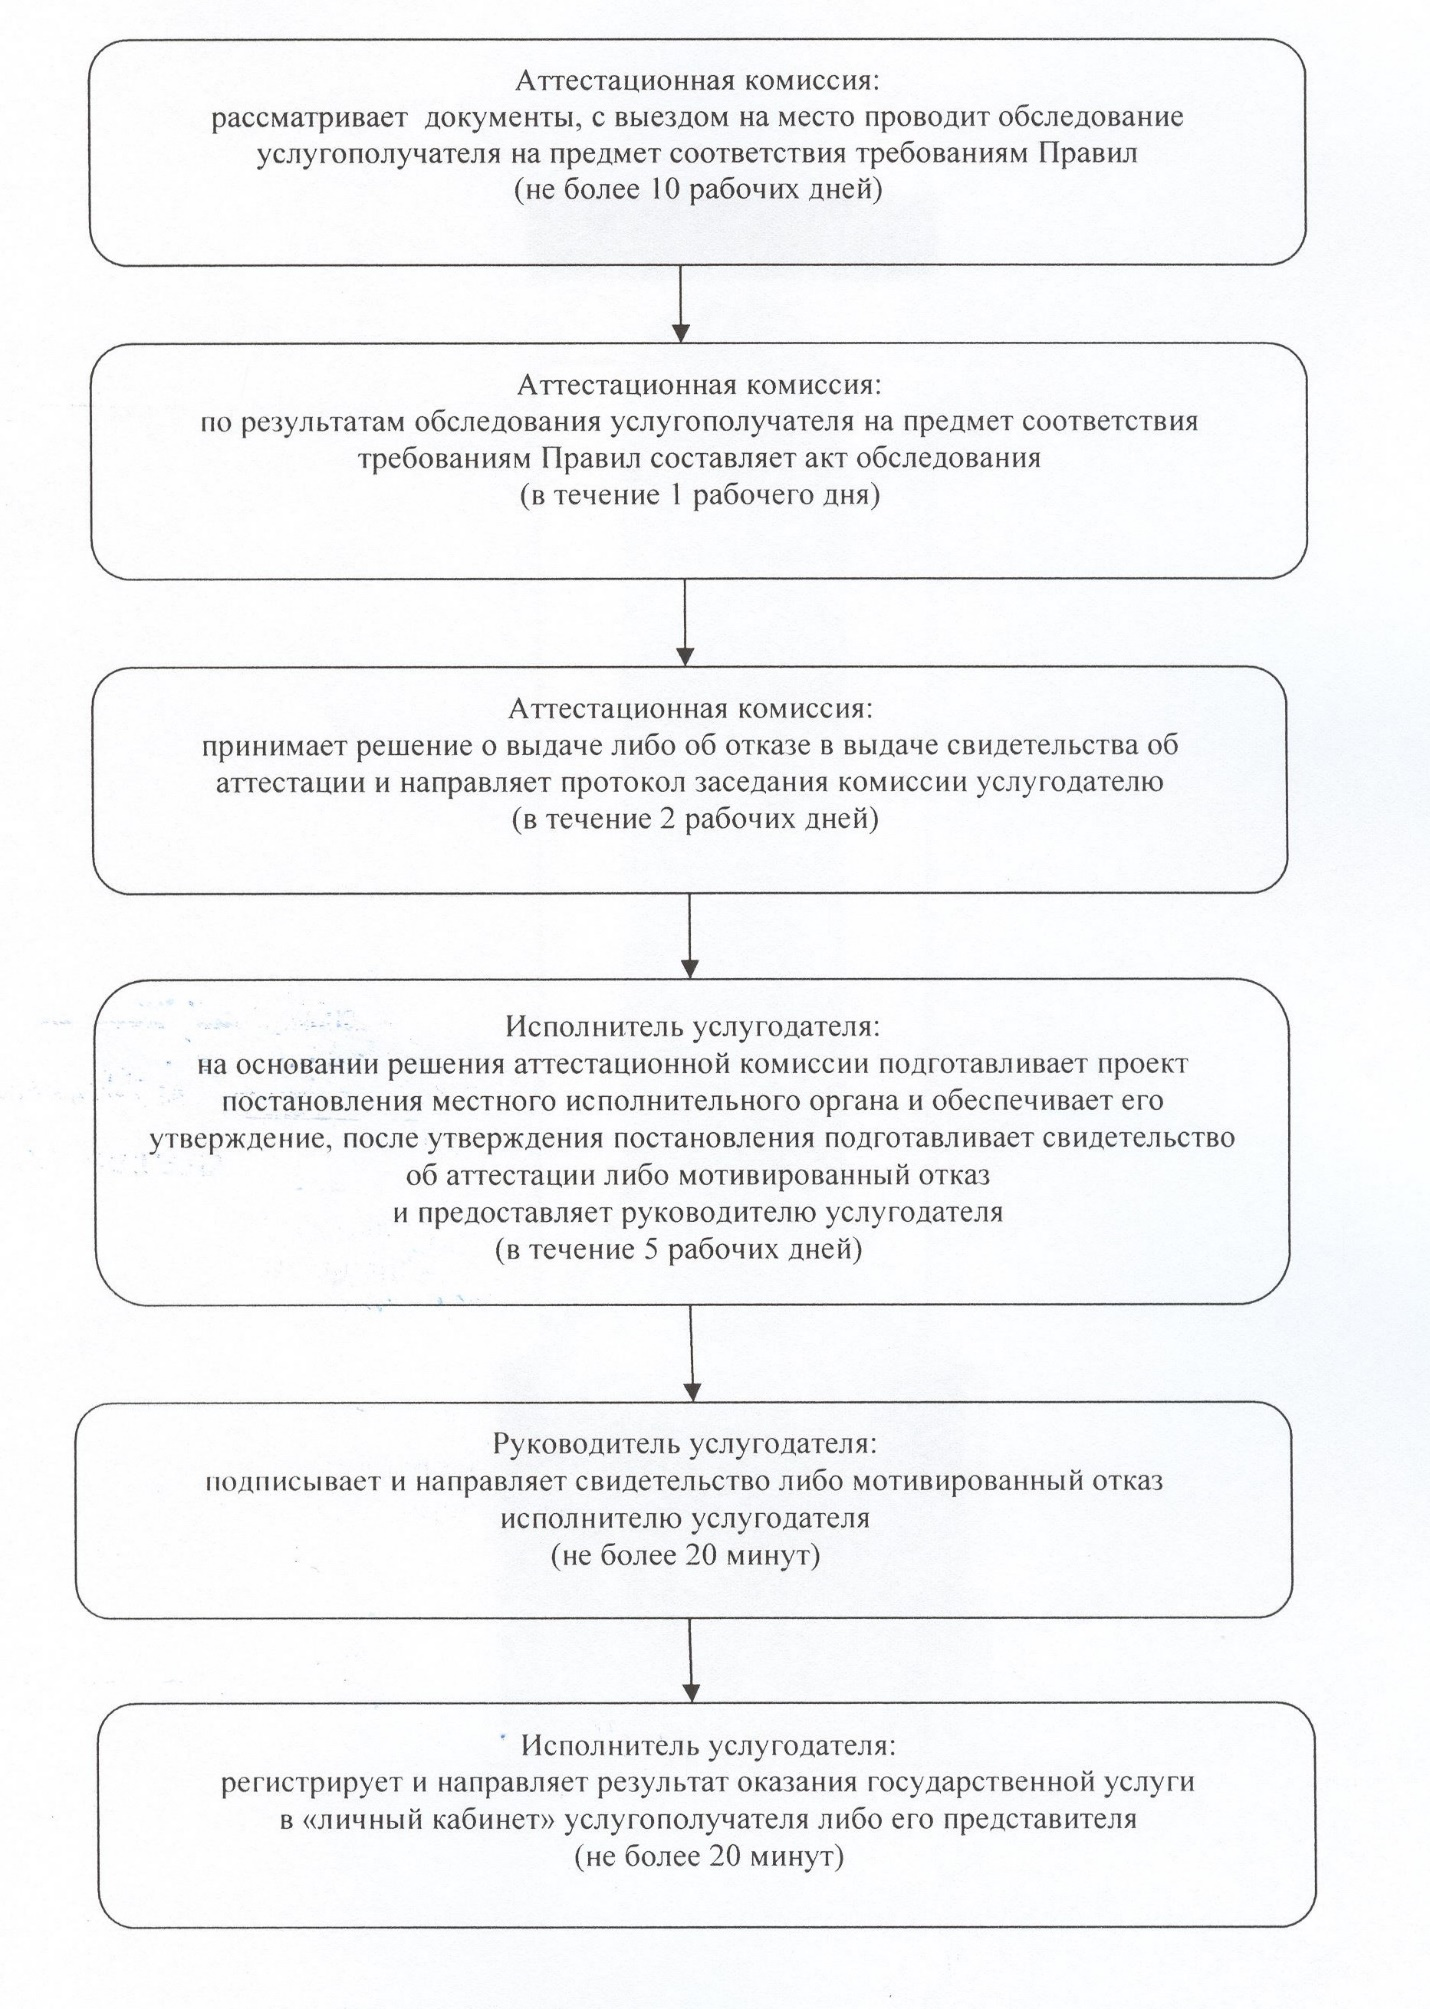 Аттестационная комиссия:
рассматривает документы, с выездом на место проводит обследование
услугополучателя на предмет соответствия требованиям Правил
(не более 10 рабочих дней)
Аттестационная комиссия:
по результатам обследования услугополучателя на предмет соответствия
требованиям Правил составляет акт обследования
(в течение 1 рабочего дня)
Аттестационная комиссия:
принимает решение о выдаче либо об отказе в выдаче свидетельства об
аттестации и направляет протокол заседания комиссии услугодателю
(в течение 2 рабочих дней)
Исполнитель услугодателя:
на основании решения аттестационной комиссии подготавливает проект
постановления местного исполнительного органа и обеспечивает его
утверждение, после утверждения постановления подготавливает свидетельство
об аттестации либо мотивированный отказ
и предоставляет руководителю услугодателя
(в течение 5 рабочих дней)
Руководитель услугодателя:
подписывает и направляет свидетельство либо мотивированный отказ
исполнителю услугодателя
(не более 20 минут)
Исполнитель услугодателя:
регистрирует и направляет результат оказания государственной услуги
в «личный кабинет» услугополучателя либо его представителя
(не более 20 минут)